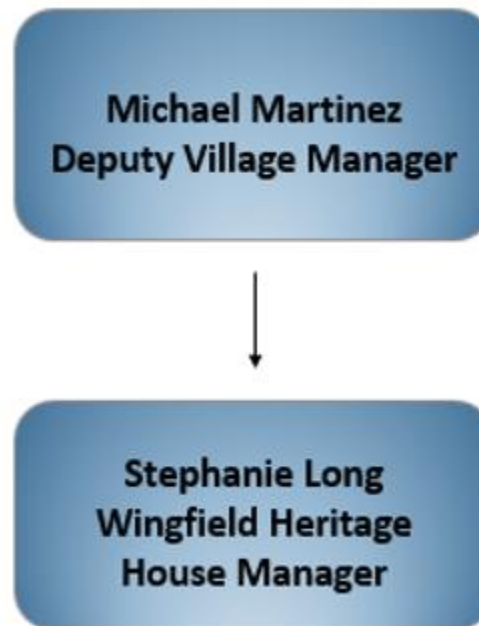 Michael Martinez
Deputy Village Manager
Stephanie Long
Wingfield Heritage
House Manager